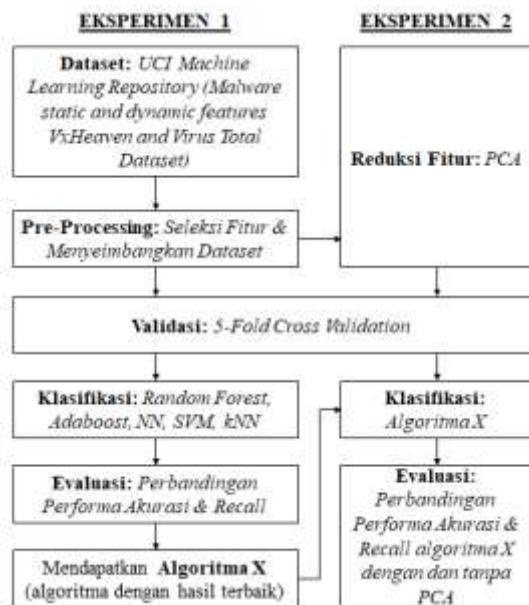 EKSPERIMEN 1
Dataset: UCI Machine
Learning Repository (Malware
static and dynamic features
VxHeaven and Virus Total
Dataset)
Pre-Processing: Seleksi Fitur &
Menyeimbangkan Dataset
EKSPERIMEN 2
Reduksi Fitur: PCA
Validasi: 5-Fold Cross Validation
Klasifikasi: Random Forest,
Adaboost, NN, SVM, kNN
Evaluasi: Perbandingan
Performa Akurasi & Recall
Mendapatkan Algoritma X
(algoritma dengan hasil terbaik)
Klasifikasi:
Algoritma X
Evaluasi:
Perbandingan
Performa Akurasi &
Recall algoritma X
dengan dan tanpa
PCA